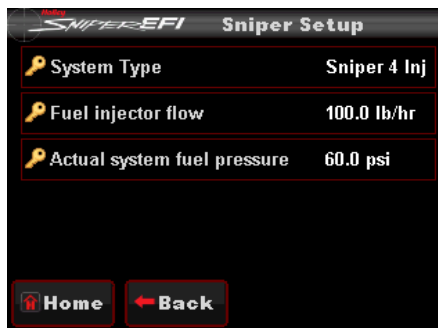 Holley
SNIPER EFI Sniper Setup
System Type Sniper 4 Inj
Fuel injector flow 100.0 lb/hr
Actual system fuel pressure 60.0 psi
Home Back